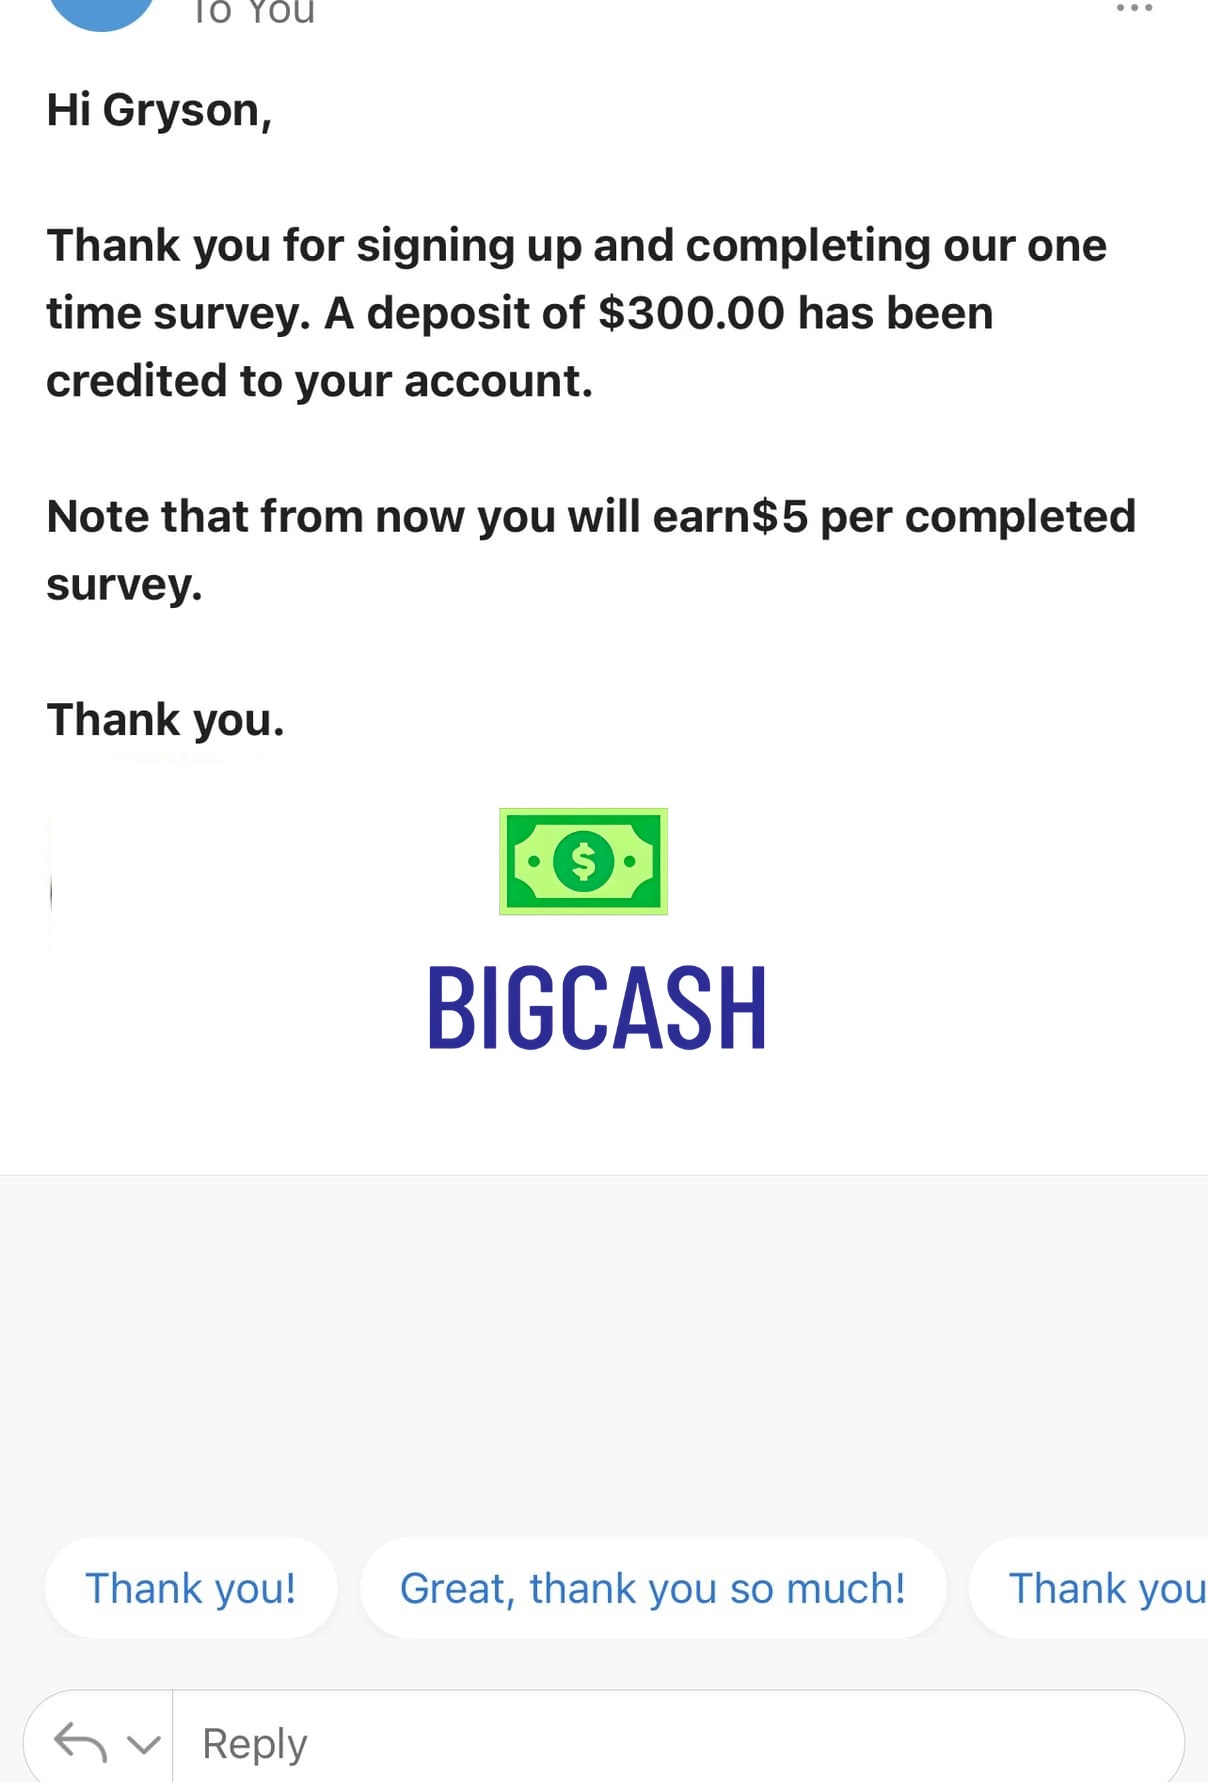 To You
Hi Gryson,
Thank you for signing up and completing our one
time survey. A deposit of $300.00 has been
credited to your account.
Note that from now you will earn$5 per completed
survey.
Thank you.
$
BIGCASH
Thank you!
Great, thank you so much!
Thank you
Reply